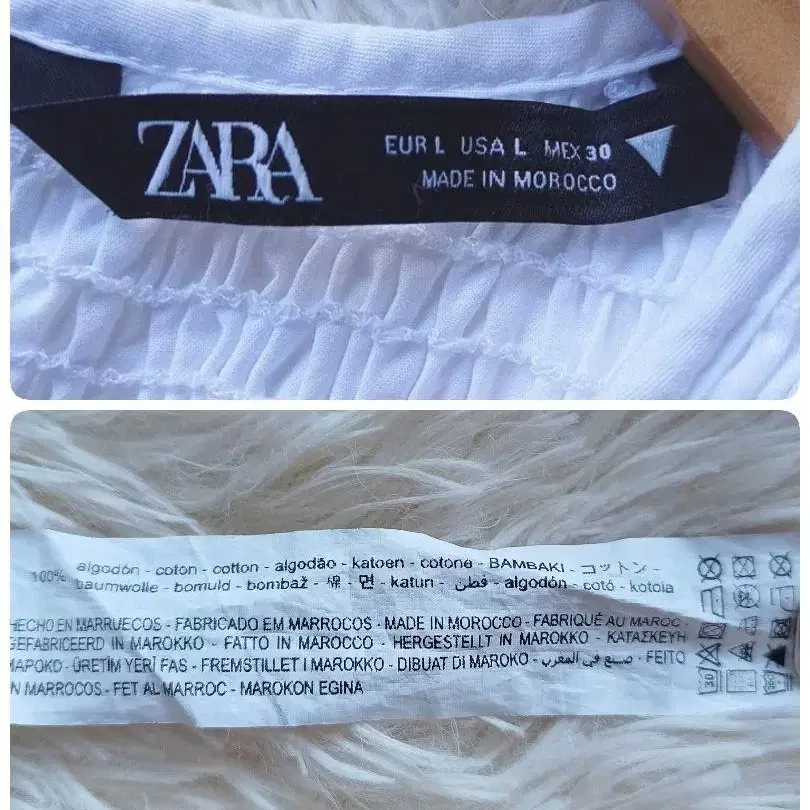 ZARA
EUR L USA L MEX 30
MADE IN MOROCCO
100% algodón - coton - cotton - algodão - katoen - cotone - BAMBAKI - コットン -
baumwolle - bomuld - bombaž - 棉 - 면 - katun - قطن - algodón - cotó - kotoia
HECHO EN MARRUECOS - FABRICADO EM MARROCOS - MADE IN MOROCCO - FABRIQUÉ AU MAROC -
GEFABRICEERD IN MAROKKO - FATTO IN MAROCCO - HERGESTELLT IN MAROKKO - ΚΑΤΑΣΚΕΥΗ
ΜΑΡΟΚΟ - ÜRETİM YERİ FAS - FREMSTILLET I MAROKKO - DIBUAT DI MAROKO - صنع في المغرب - FEITO
N MARROCOS - FET AL MARROC - MAROKON EGINA
30